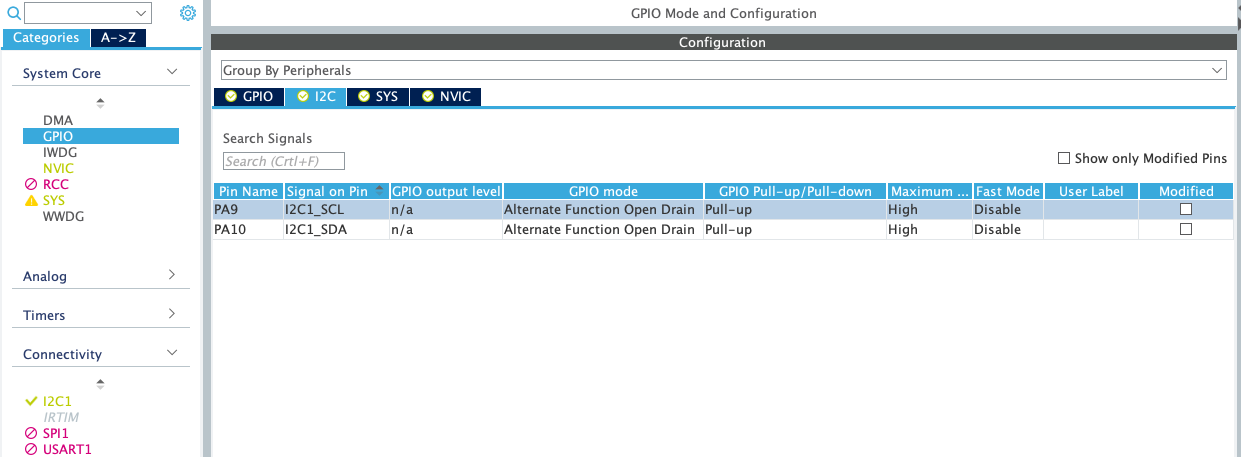 GPIO Mode and Configuration
Categories A->Z
Configuration
System Core
Group By Peripherals
GPIO I2C SYS NVIC
DMA
GPIO
IWDG
NVIC
RCC
SYS
WWDG
Search Signals
Search (CrtI+F)
Show only Modified Pins
Pin Name Signal on Pin GPIO output level GPIO mode GPIO Pull-up/Pull-down Maximum ... Fast Mode User Label Modified
PA9 I2C1_SCL n/a Alternate Function Open Drain Pull-up High Disable
PA10 I2C1_SDA n/a Alternate Function Open Drain Pull-up High Disable
Analog
Timers
Connectivity
I2C1
IRTIM
SPI1
USART1